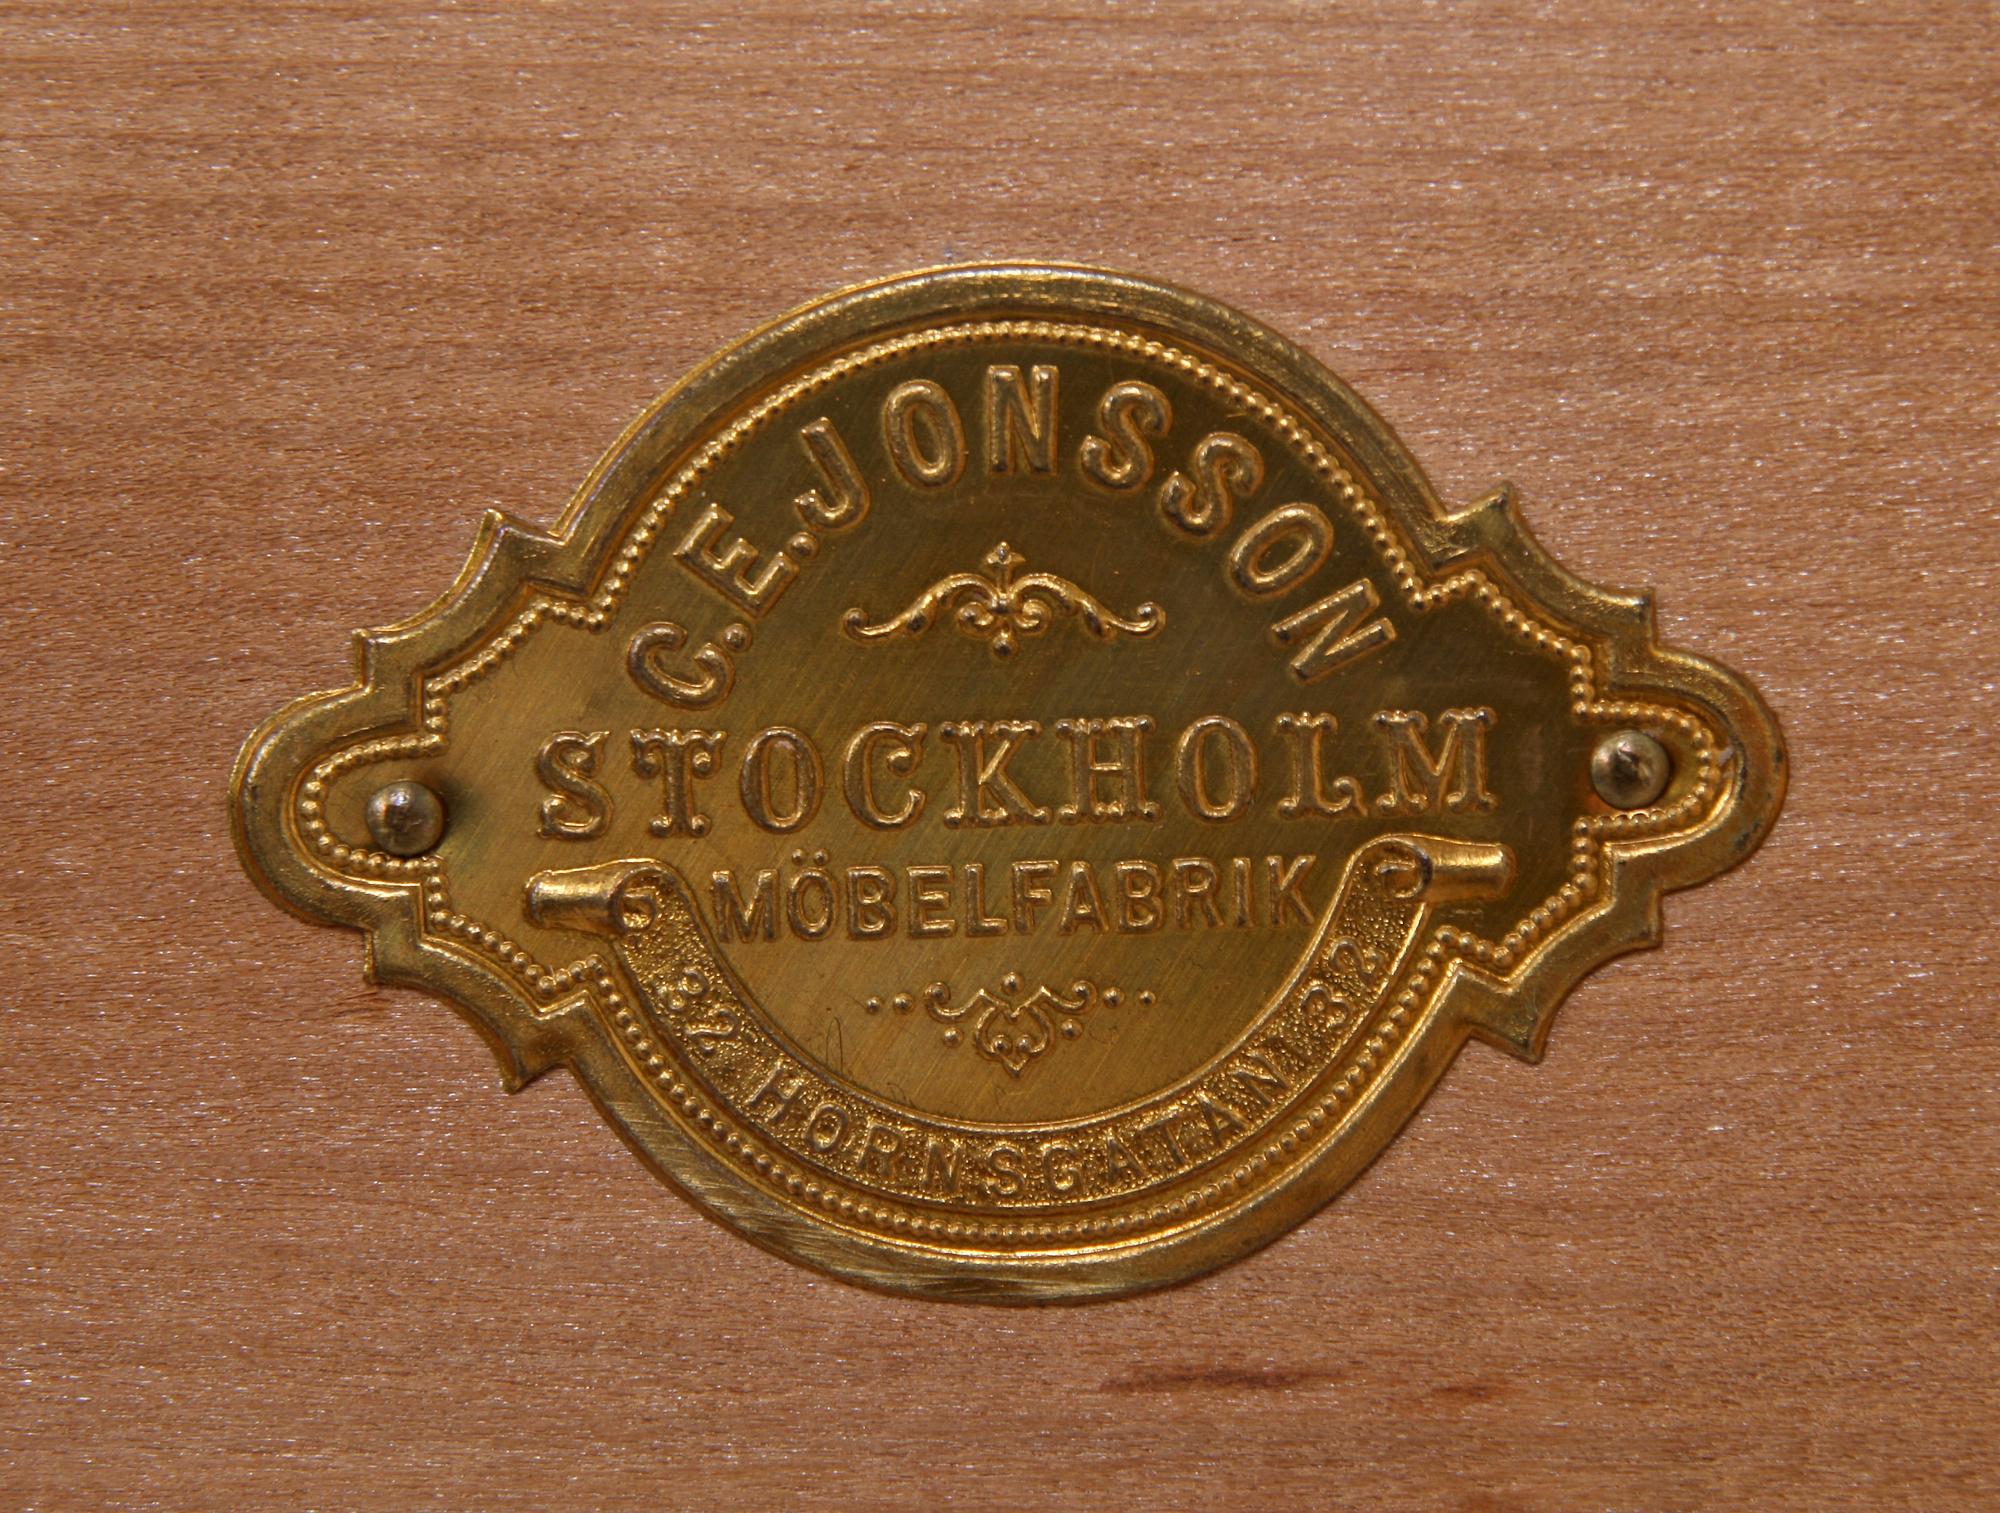 C.E.JONSSON
STOCKHOLM
MÖBELFABRIK
32 HORNSGATAN 32